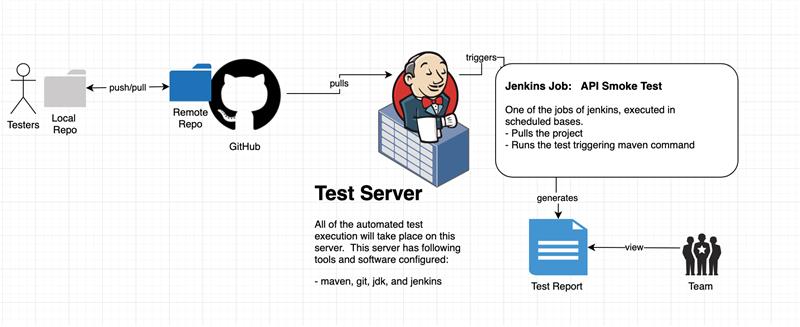 Testers
Local
Repo
push/pull
Remote
Repo
GitHub
pulls
triggers
Jenkins Job:   API Smoke Test
One of the jobs of jenkins, executed in
scheduled bases.
- Pulls the project
- Runs the test triggering maven command
Test Server
All of the automated test
execution will take place on this
server.  This server has following
tools and software configured:
- maven, git, jdk, and jenkins
generates
Test Report
view
Team